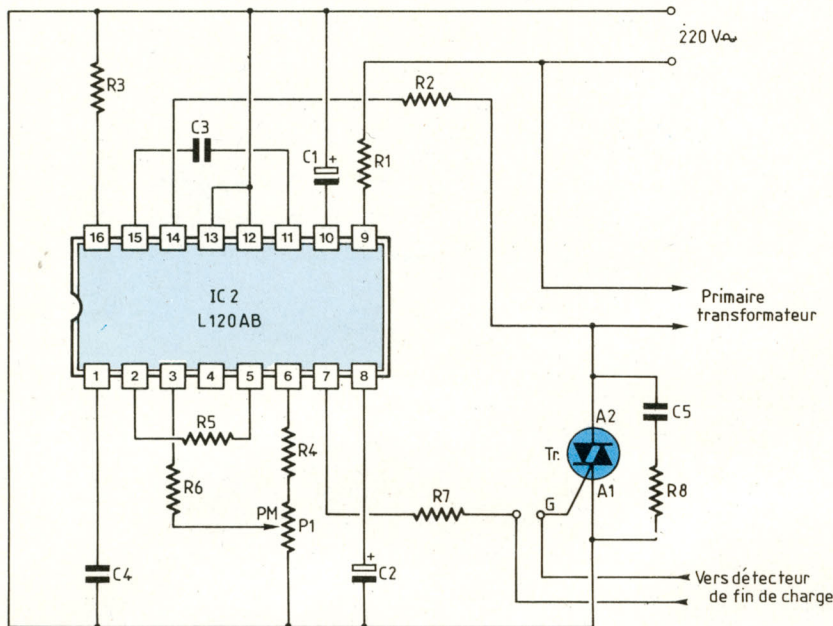 220 V~
R3
R2
C3
C1 +
R1
16 15 14 13 12 11 10 9
IC 2
L120AB
1 2 3 4 5 6 7 8
Primaire
transformateur
R5
R4
R6
PM
P1
C4
+
C2
R7
G
Tr.
A2
A1
C5
R8
Vers détecteur
de fin de charge